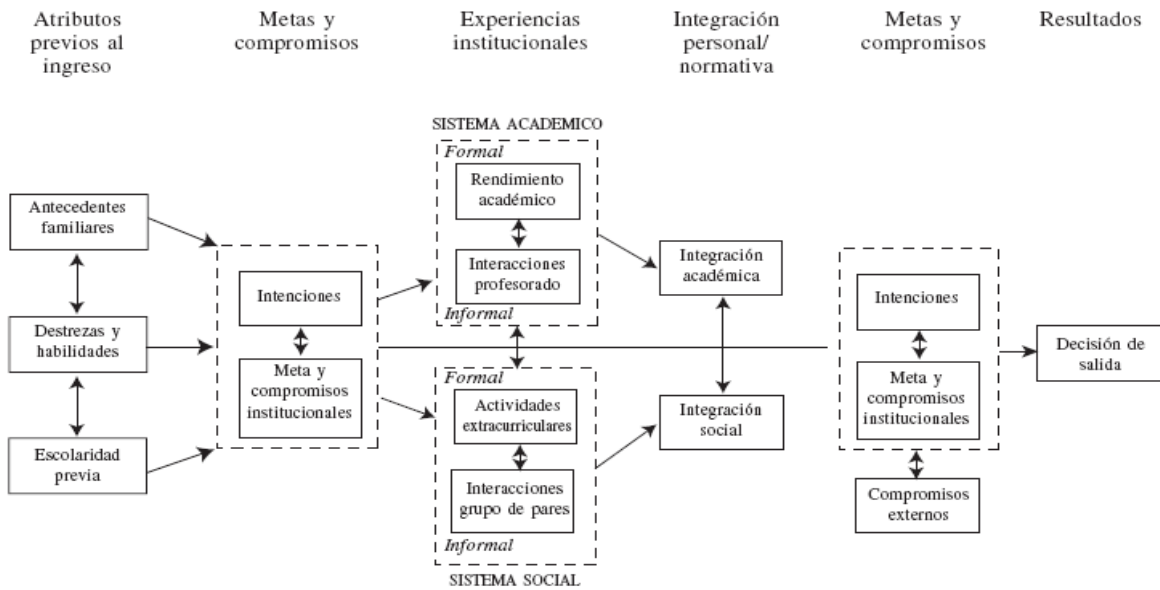 Atributos
previos al
ingreso
Metas y
compromisos
Experiencias
institucionales
Integración
personal/
normativa
Metas y
compromisos
Resultados
Antecedentes
familiares
Destrezas y
habilidades
Escolaridad
previa
Intenciones
Meta y
compromisos
institucionales
SISTEMA ACADEMICO
Formal
Rendimiento
académico
Interacciones
profesorado
Informal
Formal
Actividades
extracurriculares
Interacciones
grupo de pares
Informal
SISTEMA SOCIAL
Integración
académica
Integración
social
Intenciones
Meta y
compromisos
institucionales
Compromisos
externos
Decisión de
salida